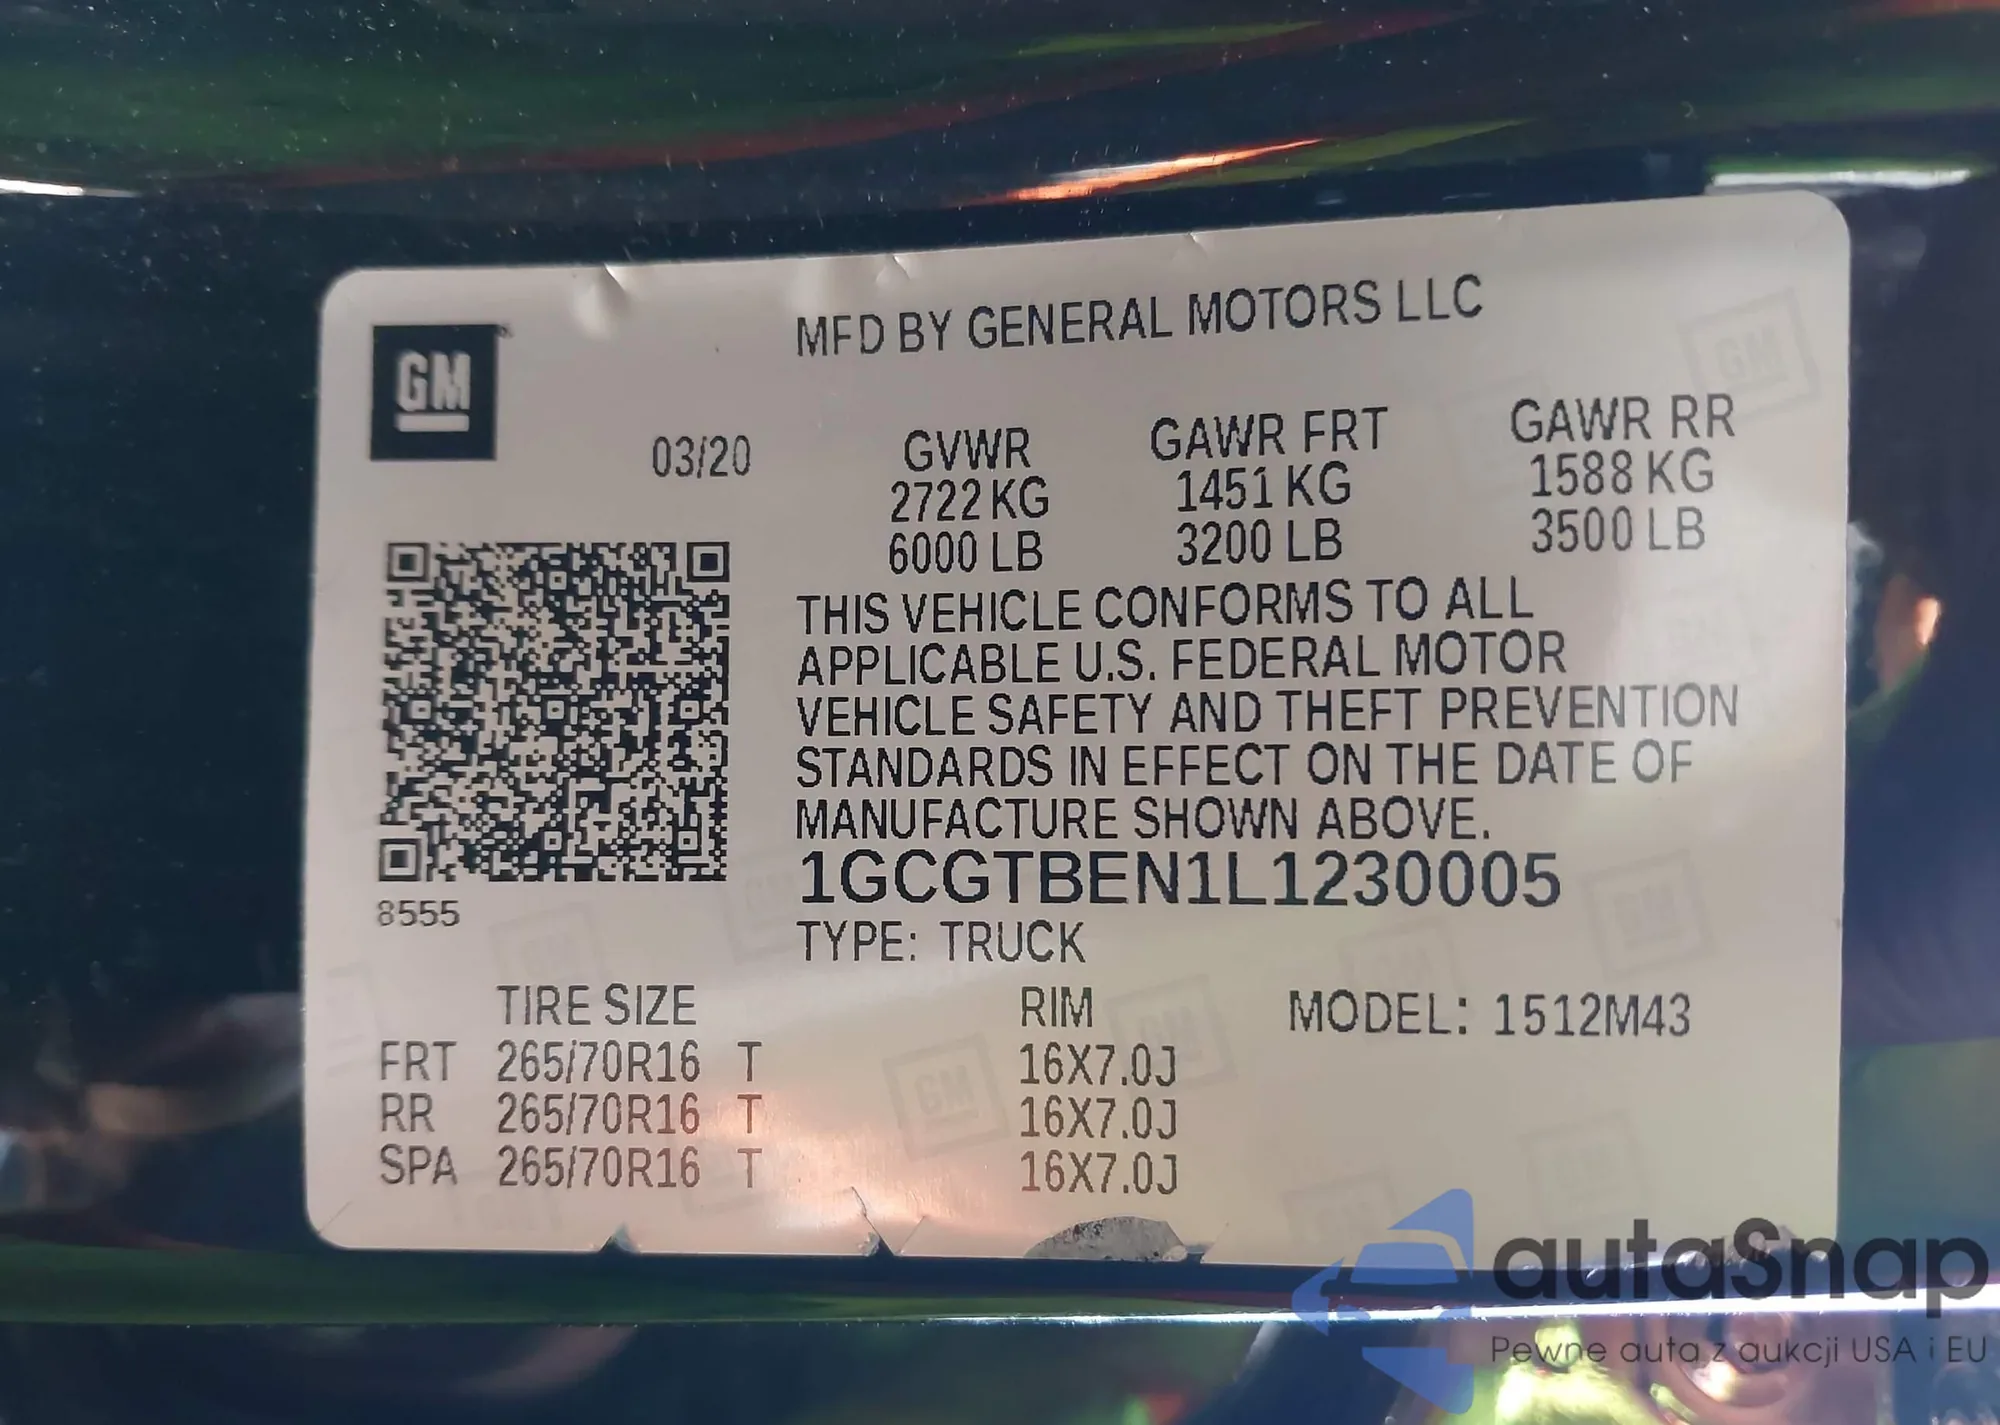 GM
MFD BY GENERAL MOTORS LLC
03/20
GVWR GAWR FRT GAWR RR
2722 KG 1451 KG 1588 KG
6000 LB 3200 LB 3500 LB
THIS VEHICLE CONFORMS TO ALL
APPLICABLE U.S. FEDERAL MOTOR
VEHICLE SAFETY AND THEFT PREVENTION
STANDARDS IN EFFECT ON THE DATE OF
MANUFACTURE SHOWN ABOVE.
1GCGTBEN1L1230005
8555
TYPE: TRUCK
TIRE SIZE RIM MODEL: 1512M43
FRT 265/70R16 T 16X7.0J
RR 265/70R16 T 16X7.0J
SPA 265/70R16 T 16X7.0J
autaSnap
Pewne auta z aukcji USA i EU